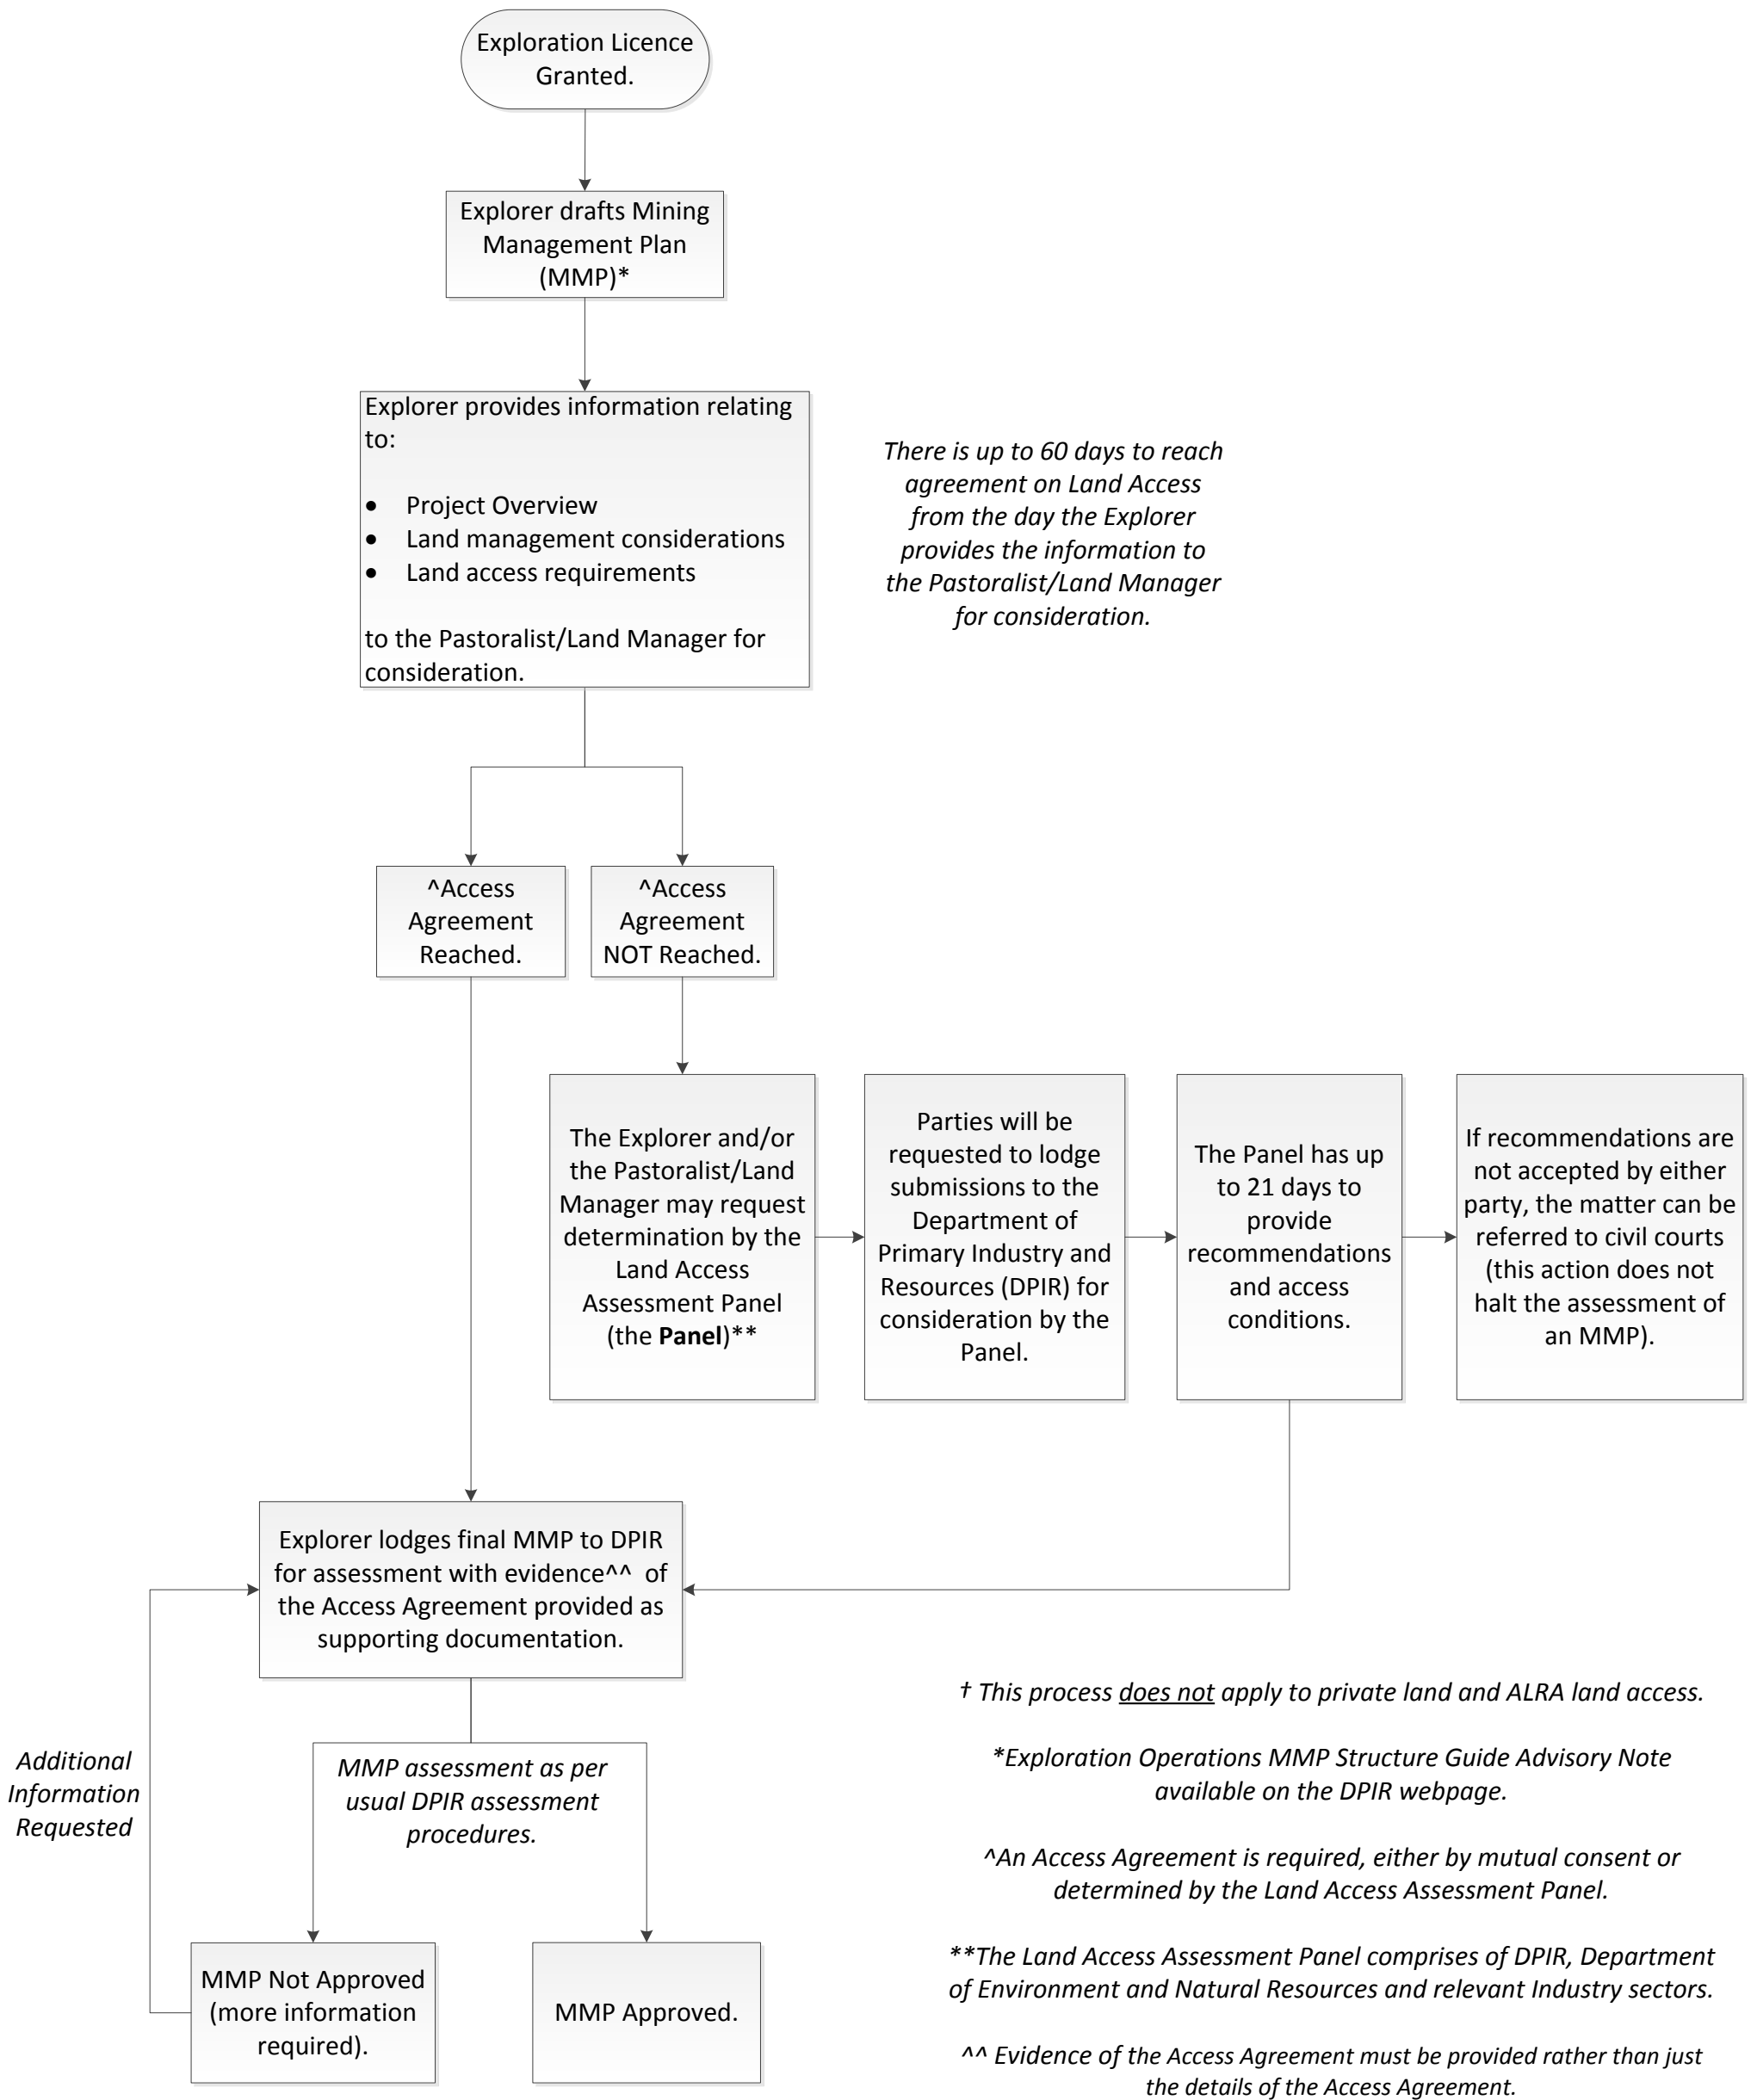 Exploration Licence
Granted.
Explorer drafts Mining
Management Plan
(MMP)*
Explorer provides information relating
to:
• Project Overview
• Land management considerations
• Land access requirements
to the Pastoralist/Land Manager for
consideration.
There is up to 60 days to reach
agreement on Land Access
from the day the Explorer
provides the information to
the Pastoralist/Land Manager
for consideration.
^Access
Agreement
Reached.
^Access
Agreement
NOT Reached.
The Explorer and/or
the Pastoralist/Land
Manager may request
determination by the
Land Access
Assessment Panel
(the Panel)**
Parties will be
requested to lodge
submissions to the
Department of
Primary Industry and
Resources (DPIR) for
consideration by the
Panel.
The Panel has up
to 21 days to
provide
recommendations
and access
conditions.
If recommendations are
not accepted by either
party, the matter can be
referred to civil courts
(this action does not
halt the assessment of
an MMP).
Explorer lodges final MMP to DPIR
for assessment with evidence^^ of
the Access Agreement provided as
supporting documentation.
Additional
Information
Requested
MMP assessment as per
usual DPIR assessment
procedures.
MMP Not Approved
(more information
required).
MMP Approved.
† This process does not apply to private land and ALRA land access.
*Exploration Operations MMP Structure Guide Advisory Note
available on the DPIR webpage.
^An Access Agreement is required, either by mutual consent or
determined by the Land Access Assessment Panel.
**The Land Access Assessment Panel comprises of DPIR, Department
of Environment and Natural Resources and relevant Industry sectors.
^^ Evidence of the Access Agreement must be provided rather than just
the details of the Access Agreement.